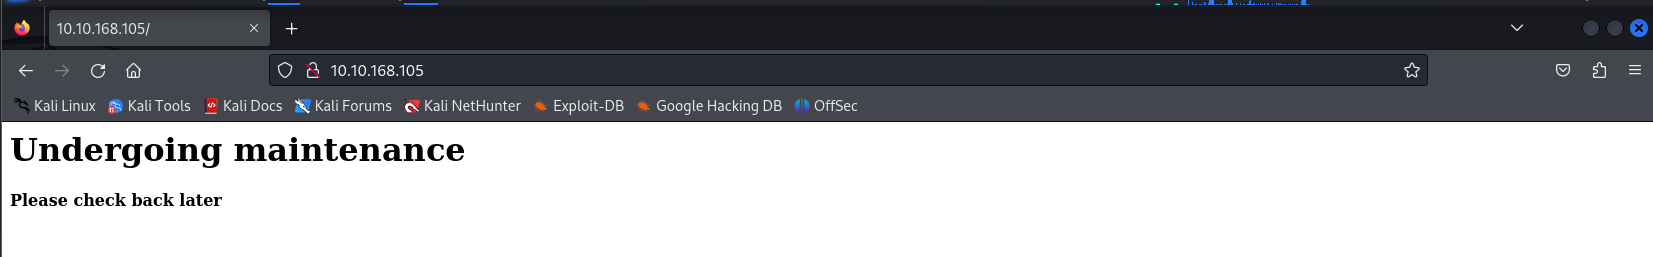 10.10.168.105/
10.10.168.105
Kali Linux Kali Tools Kali Docs Kali Forums Kali NetHunter Exploit-DB Google Hacking DB OffSec
Undergoing maintenance
Please check back later